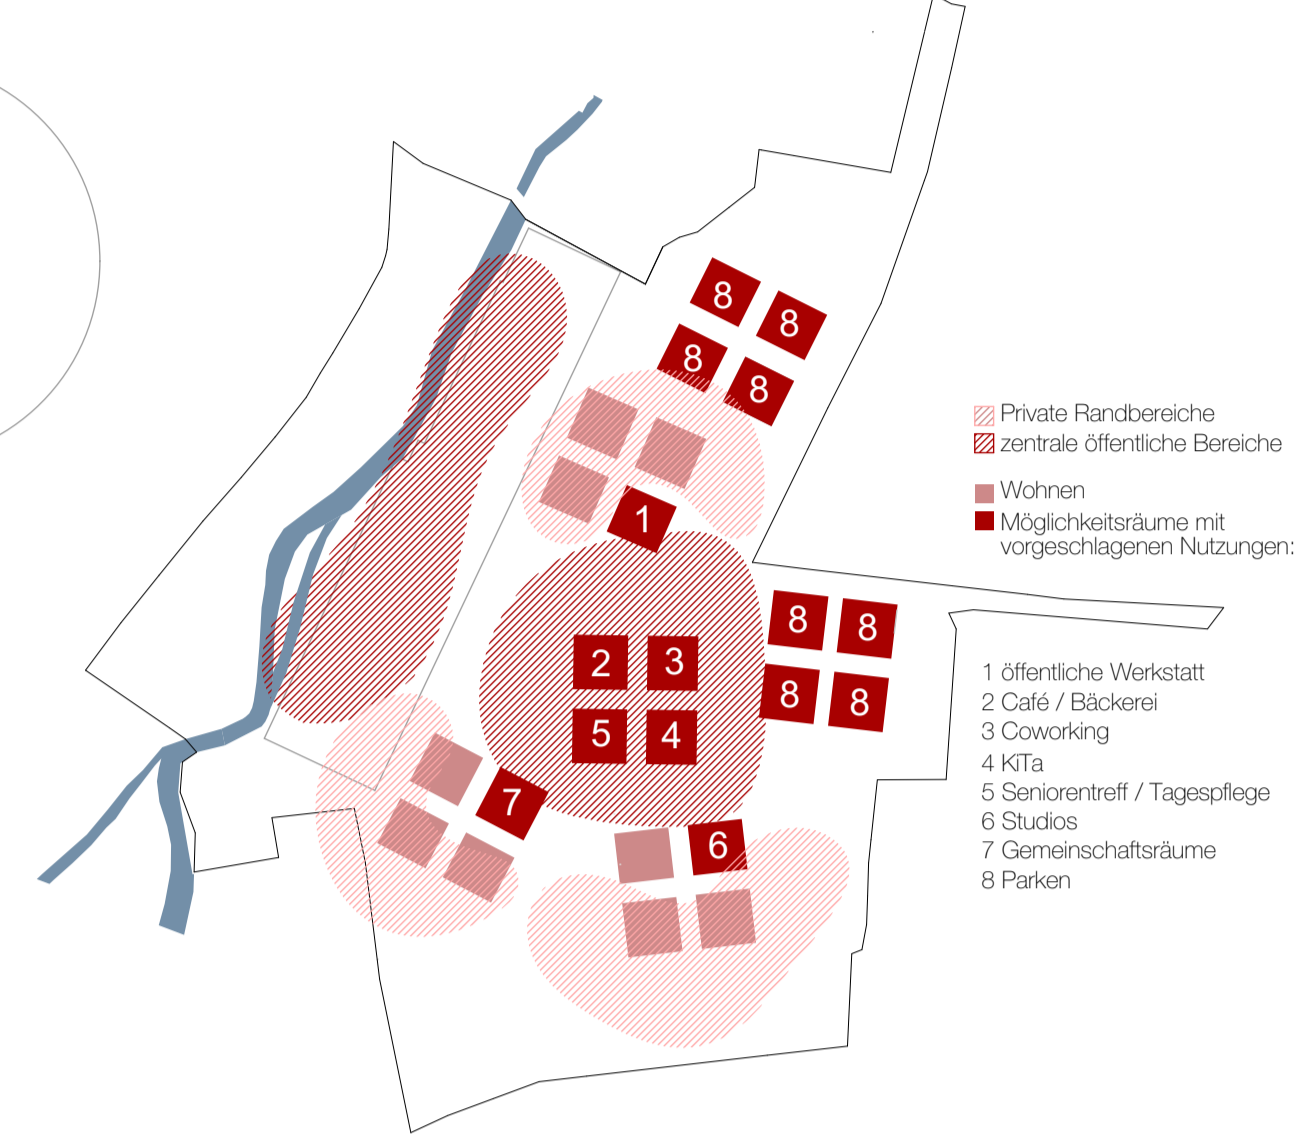 8
8
8
8
1
2
3
5
4
8
8
8
8
7
6
Private Randbereiche
zentrale öffentliche Bereiche
Wohnen
Möglichkeitsräume mit
vorgeschlagenen Nutzungen:
1 öffentliche Werkstatt
2 Café / Bäckerei
3 Coworking
4 KiTa
5 Seniorentreff / Tagespflege
6 Studios
7 Gemeinschaftsräume
8 Parken